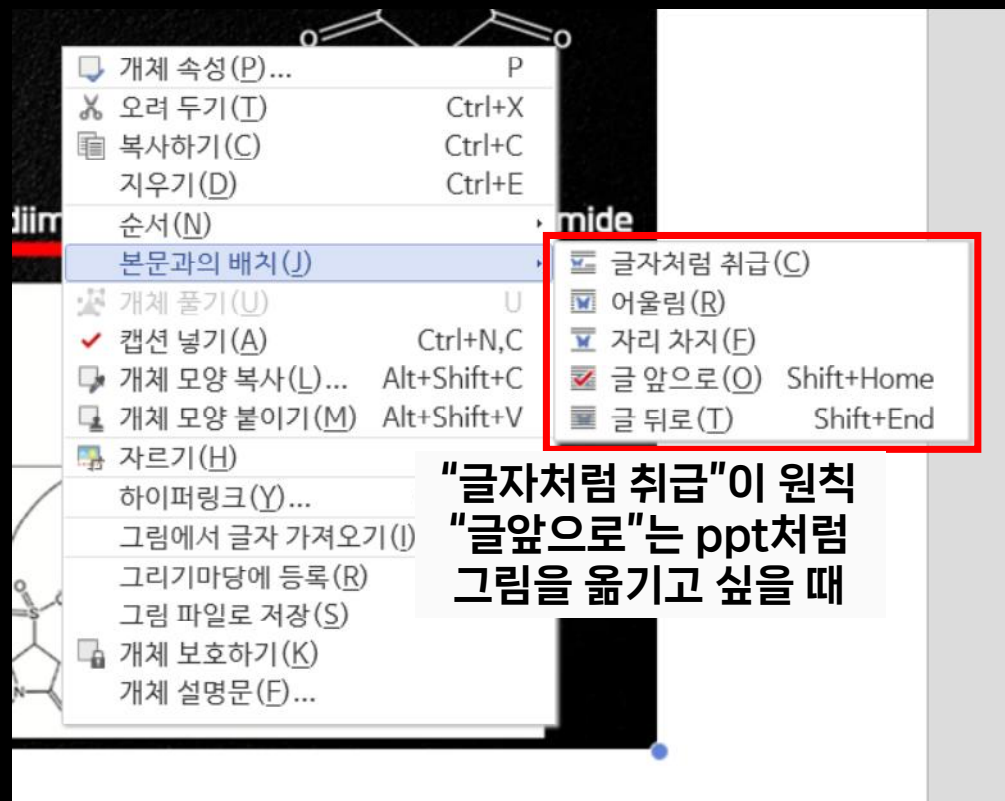 O
O
개체 속성(P)... P
오려 두기(T) Ctrl+X
복사하기(C) Ctrl+C
지우기(D) Ctrl+E
diim
순서(N)
mide
본문과의 배치(J)
개체 풀기(U) U
캡션 넣기(A) Ctrl+N,C
개체 모양 복사(L)... Alt+Shift+C
개체 모양 붙이기(M) Alt+Shift+V
자르기(H)
하이퍼링크(Y)...
그림에서 글자 가져오기(I)
그리기마당에 등록(R)
그림 파일로 저장(S)
개체 보호하기(K)
개체 설명문(F)...
글자처럼 취급(C)
어울림(R)
자리 차지(F)
글 앞으로(O) Shift+Home
글 뒤로(T) Shift+End
"글자처럼 취급"이 원칙
"글앞으로"는 ppt처럼
그림을 옮기고 싶을 때
O
S
N